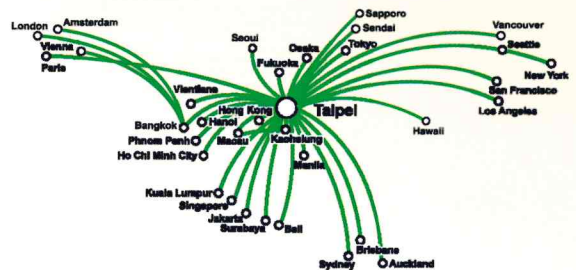 Amsterdam
London
Vienna
Paris
Seoul
Fukuoka
Osaka
Sapporo
Sendai
Tokyo
Vancouver
Seattle
New York
San Francisco
Los Angeles
Hawaii
Vientiane
Hong Kong
Taipei
Bangkok
Hanoi
Phnom Penh
Macau
Kaohsiung
Ho Chi Minh City
Manila
Kuala Lumpur
Singapore
Jakarta
Surabaya
Bali
Brisbane
Sydney
Auckland